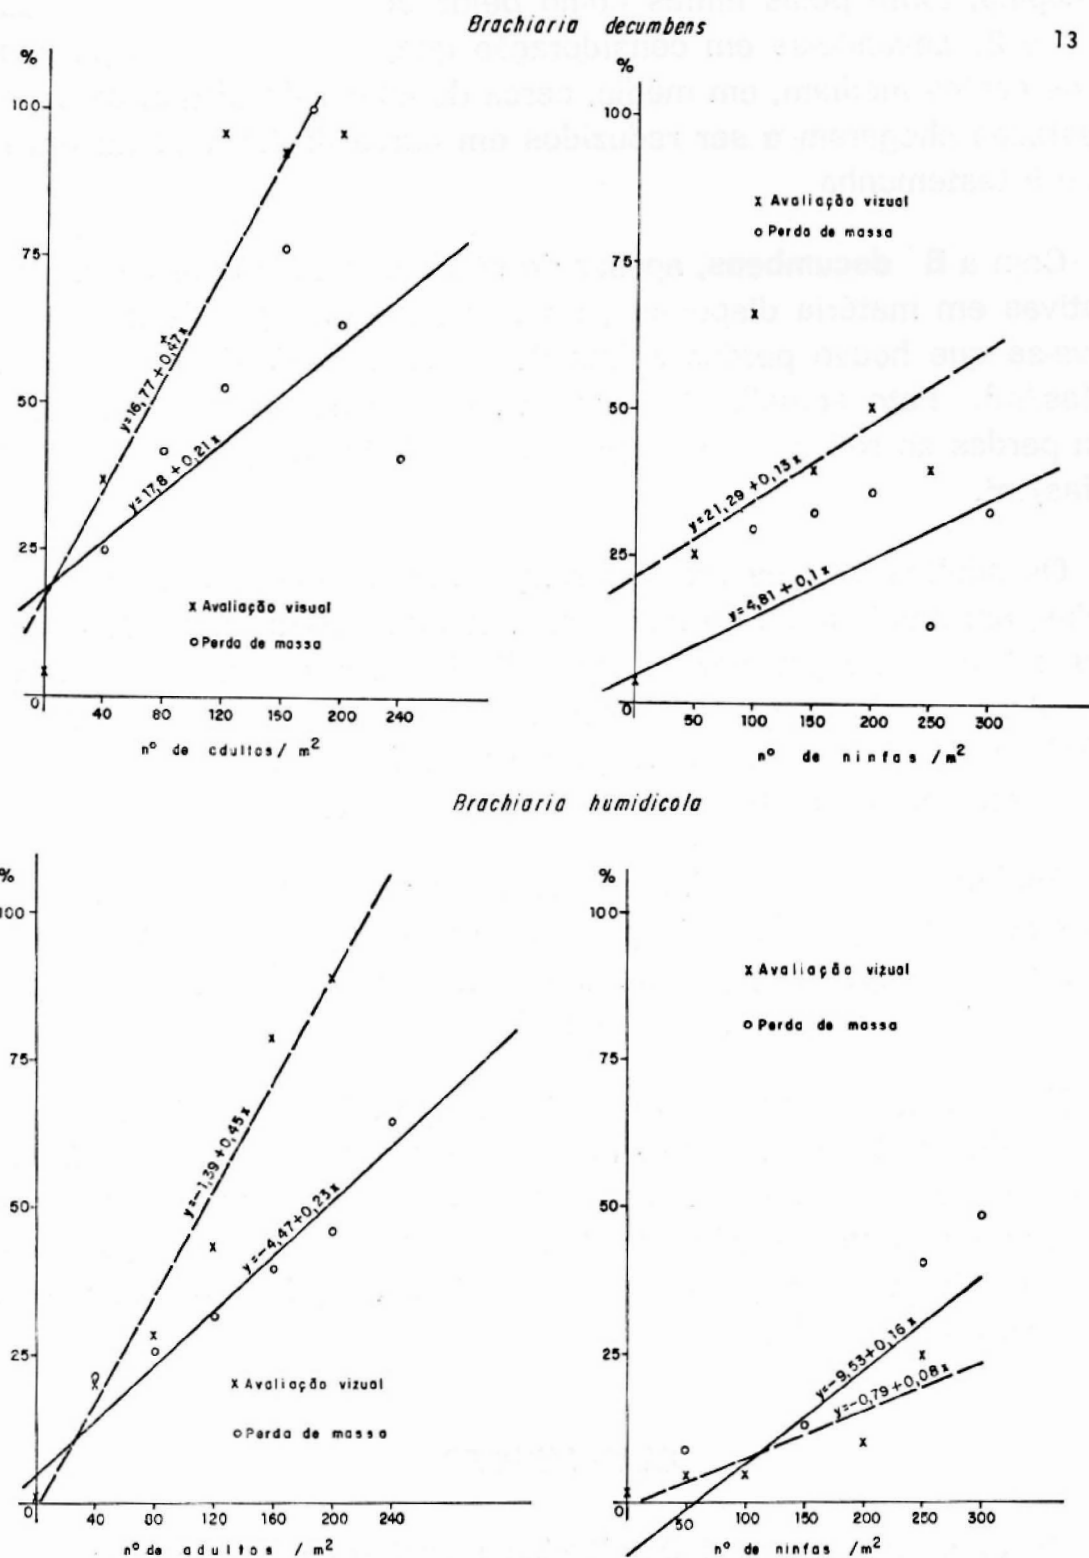 Brachiaria decumbens
13
%
100
75
50
25
0
y=16,77+0,47x
y=17,8+0,21x
x Avaliação visual
o Perda de massa
40 80 120 160 200 240
nº de adultos/ m²
%
100
75
50
25
0
x Avaliação vizual
o Perda de massa
y=21,29+0,13x
y=4,81+0,1x
50 100 150 200 250 300
nº de ninfas /m²
Brachiaria humidicola
%
100
75
50
25
0
y=-1,39+0,45x
y=-4,47+0,23x
x Avaliação vizual
o Perda de massa
40 80 120 160 200 240
nº de adultos /m²
%
100
75
50
25
0
x Avaliação vizual
o Perda de massa
y=-9,53+0,16x
y=-0,79+0,08x
50 100 150 200 250 300
nº de ninfas /m²